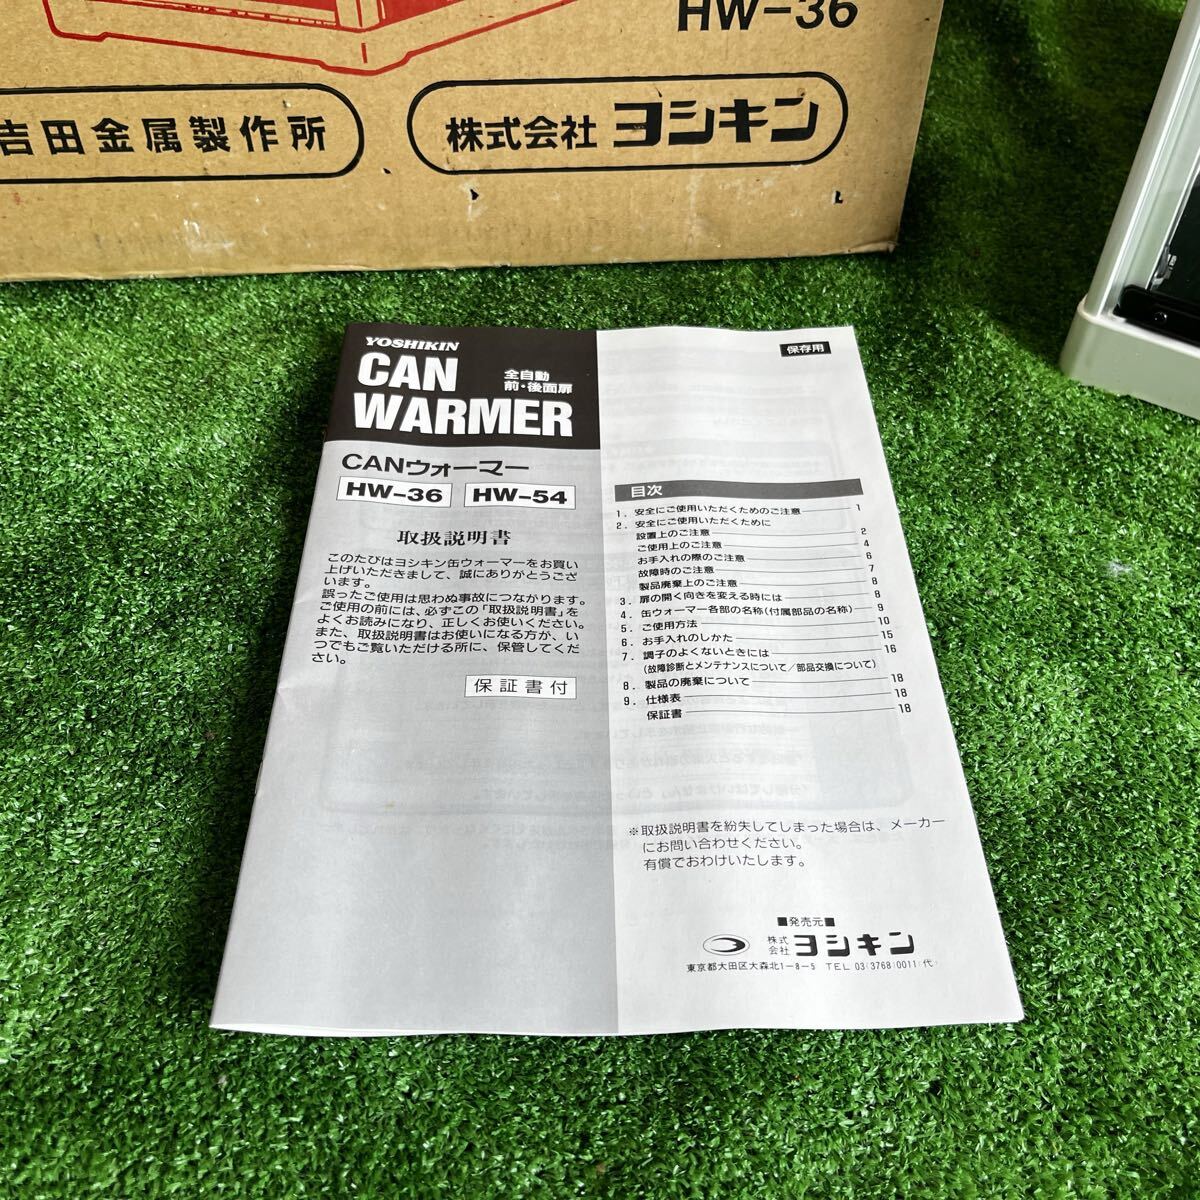 HW-36
吉田金属製作所
株式会社 ヨシキン
YOSHIKIN
CAN
WARMER
全自動
前・後面扉
保存用
CANウォーマー
HW-36 HW-54
取扱説明書
このたびはヨシキン缶ウォーマーをお買い
上げいただきまして、誠にありがとうござ
います。
誤ったご使用は思わぬ事故につながります。
ご使用の前には、必ずこの「取扱説明書」を
よくお読みになり、正しくお使いください。
また、取扱説明書はお使いになる方が、い
つでもご覧いただける所に、保管してくだ
さい。
保証書付
目次
1. 安全にご使用いただくためのご注意 1
2. 安全にご使用いただくために
設置上のご注意 2
ご使用上のご注意 4
お手入れの際のご注意 6
故障時のご注意 7
製品廃棄上のご注意 8
3. 扉の開く向きを変える時には 8
4. 缶ウォーマー各部の名称(付属部品の名称) 9
5. ご使用方法 10
6. お手入れのしかた 15
7. 調子のよくないときには 16
(故障診断とメンテナンスについて/部品交換について)
8. 製品の廃棄について 18
9. 仕様表 18
保証書 18
※取扱説明書を紛失してしまった場合は、メーカー
にお問い合わせください。
有償でおわけいたします。
■発売元■
株式会社 ヨシキン
東京都大田区大森北1-8-5 TEL 03(3768)0011(代)